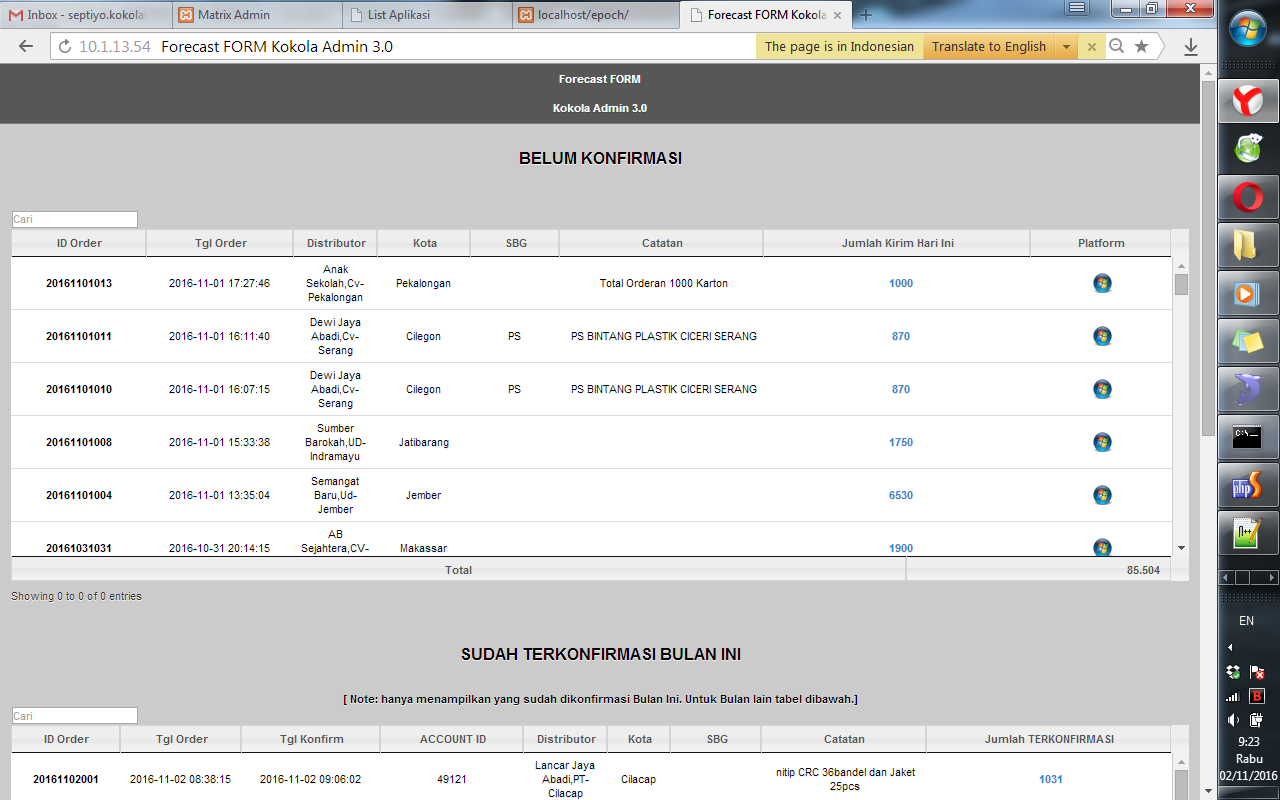 Inbox - septiyo.kokola
Matrix Admin
List Aplikasi
localhost/epoch/
Forecast FORM Kokola
10.1.13.54 Forecast FORM Kokola Admin 3.0
The page is in Indonesian
Translate to English
Forecast FORM
Kokola Admin 3.0
BELUM KONFIRMASI
Cari
ID Order Tgl Order Distributor Kota SBG Catatan Jumlah Kirim Hari Ini Platform
20161101013 2016-11-01 17:27:46 Anak Sekolah,Cv-Pekalongan Pekalongan Total Orderan 1000 Karton 1000
20161101011 2016-11-01 16:11:40 Dewi Jaya Abadi,Cv-Serang Cilegon PS PS BINTANG PLASTIK CICERI SERANG 870
20161101010 2016-11-01 16:07:15 Dewi Jaya Abadi,Cv-Serang Cilegon PS PS BINTANG PLASTIK CICERI SERANG 870
20161101008 2016-11-01 15:33:38 Sumber Barokah,UD-Indramayu Jatibarang 1750
20161101004 2016-11-01 13:35:04 Semangat Baru,Ud-Jember Jember 6530
20161031031 2016-10-31 20:14:15 AB Sejahtera,CV- Makassar 1900
Total 85.504
Showing 0 to 0 of 0 entries
SUDAH TERKONFIRMASI BULAN INI
[ Note: hanya menampilkan yang sudah dikonfirmasi Bulan Ini. Untuk Bulan lain tabel dibawah.]
Cari
ID Order Tgl Order Tgl Konfirm ACCOUNT ID Distributor Kota SBG Catatan Jumlah TERKONFIRMASI
20161102001 2016-11-02 08:38:15 2016-11-02 09:06:02 49121 Lancar Jaya Abadi,PT-Cilacap Cilacap nitip CRC 36bandel dan Jaket 25pcs 1031
C:\
php
EN
B
9:23
Rabu
02/11/2016